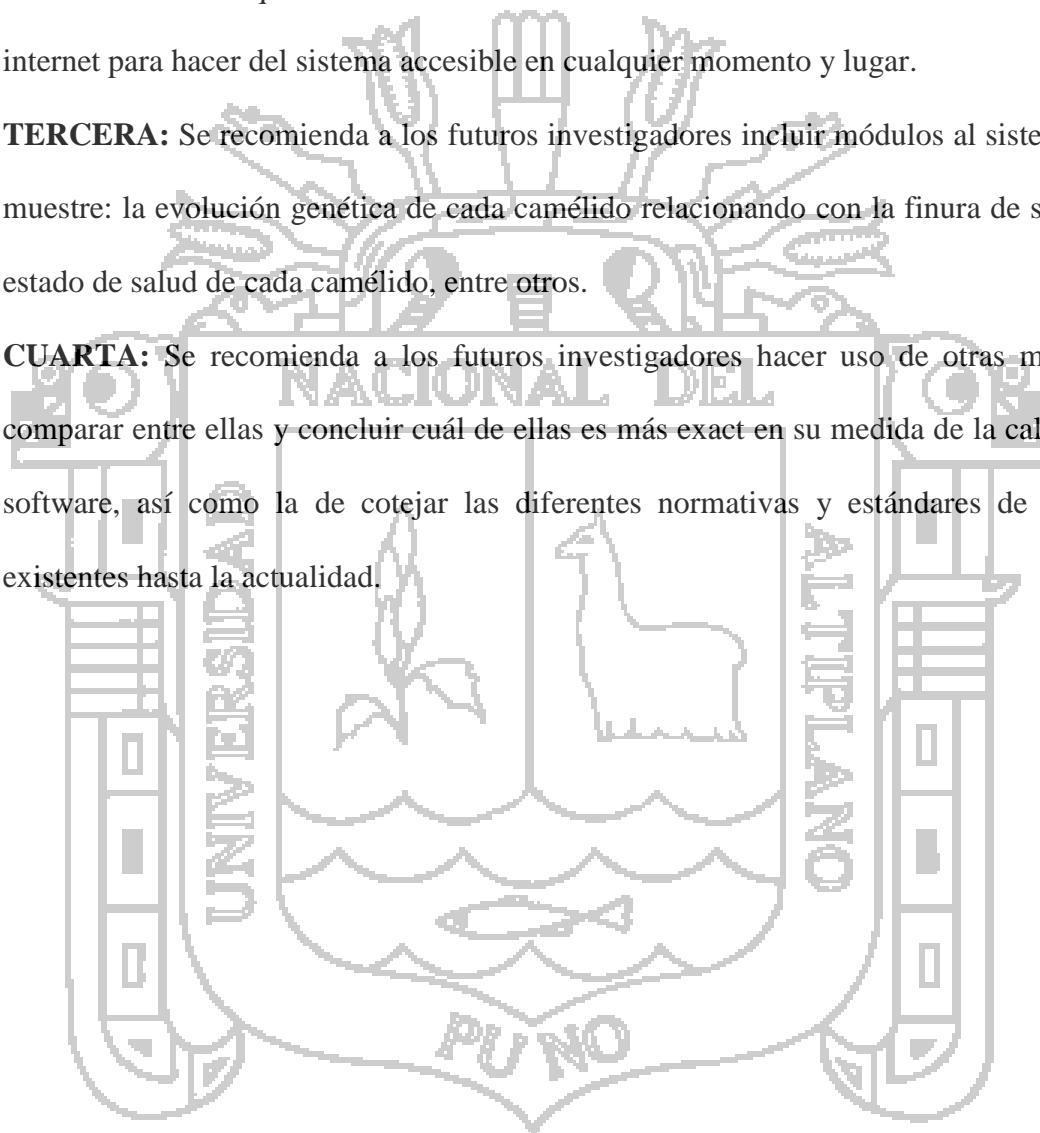 internet para hacer del sistema accesible en cualquier momento y lugar.
TERCERA: Se recomienda a los futuros investigadores incluir módulos al siste
muestre: la evolución genética de cada camélido relacionando con la finura de s
estado de salud de cada camélido, entre otros.
CUARTA: Se recomienda a los futuros investigadores hacer uso de otras m
comparar entre ellas y concluir cuál de ellas es más exact en su medida de la cal
software, así como la de cotejar las diferentes normativas y estándares de
existentes hasta la actualidad.
NACIONAL DEL
UNIVERSIDAD
ALTIPLANO
PUNO